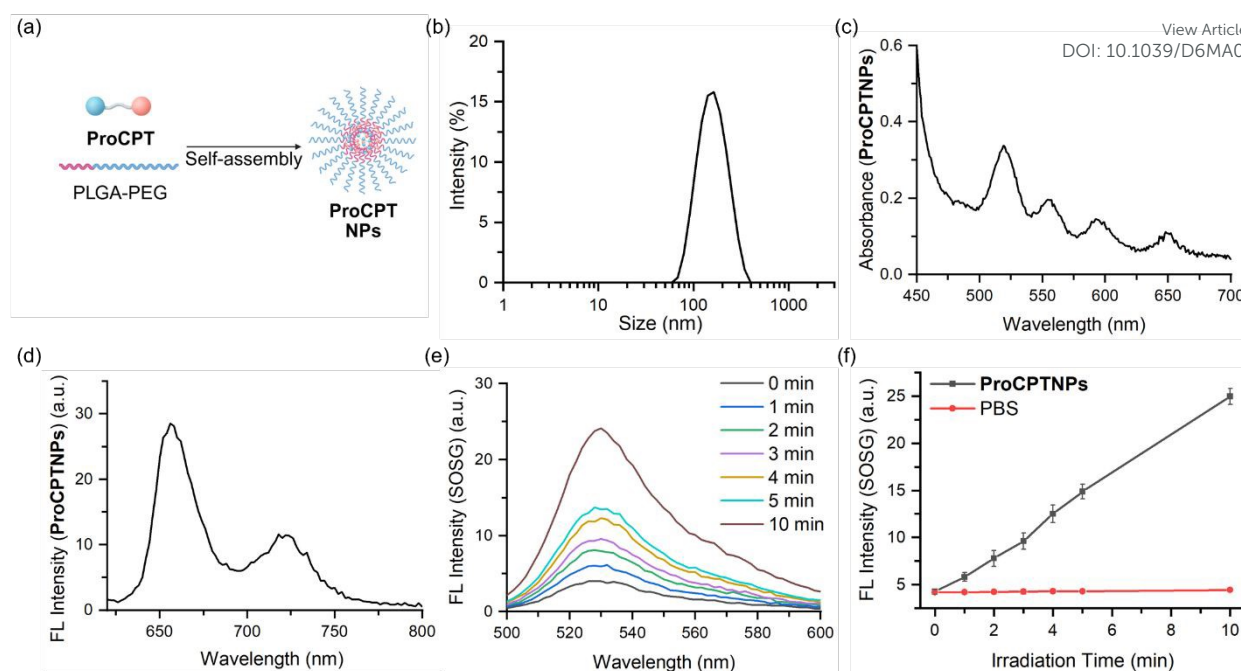 (a)
ProCPT
PLGA-PEG
Self-assembly
ProCPT
NPs
(b)
Intensity (%)
20
15
10
5
0
1
10
100
1000
Size (nm)
(c)
View Article
DOI: 10.1039/D6MA0
Absorbance (ProCPTNPs)
0.6
0.4
0.2
0.0
450
500
550
600
650
700
Wavelength (nm)
(d)
FL Intensity (ProCPTNPs) (a.u.)
30
20
10
0
650
700
750
800
Wavelength (nm)
(e)
FL Intensity (SOSG) (a.u.)
30
25
20
15
10
5
0
500
520
540
560
580
600
Wavelength (nm)
0 min
1 min
2 min
3 min
4 min
5 min
10 min
(f)
FL Intensity (SOSG) (a.u.)
25
20
15
10
5
0
2
4
6
8
10
Irradiation Time (min)
ProCPTNPs
PBS